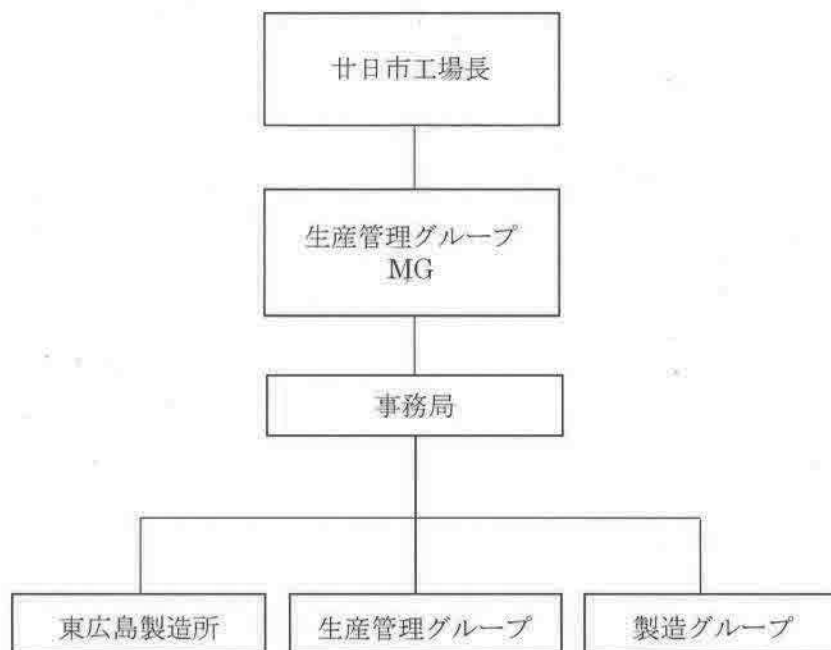 廿日市工場長
生産管理グループ
MG
事務局
東広島製造所
生産管理グループ
製造グループ